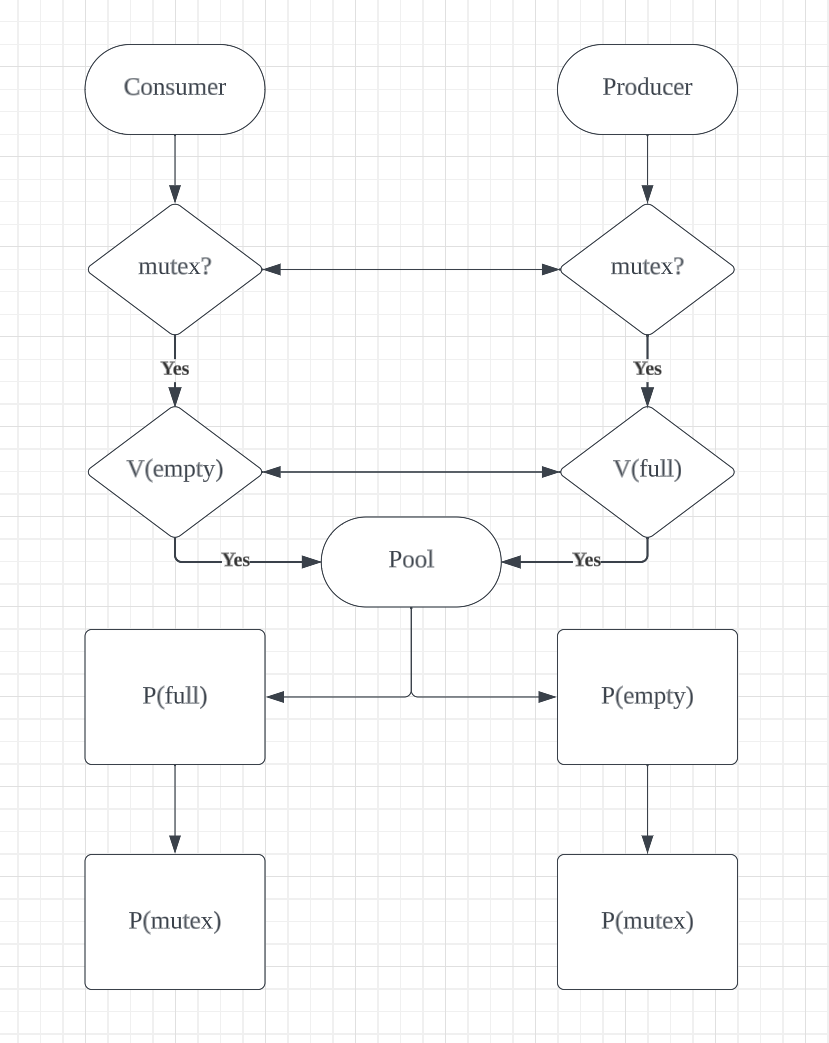 Consumer
Producer
mutex?
mutex?
Yes
Yes
V(empty)
V(full)
Yes
Pool
Yes
P(full)
P(empty)
P(mutex)
P(mutex)